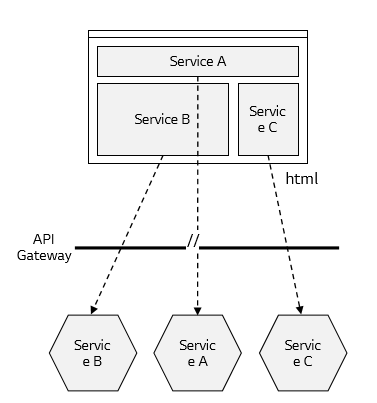 Service A
Service B
Servic
e C
html
//
API
Gateway
Servic
e B
Servic
e A
Servic
e C